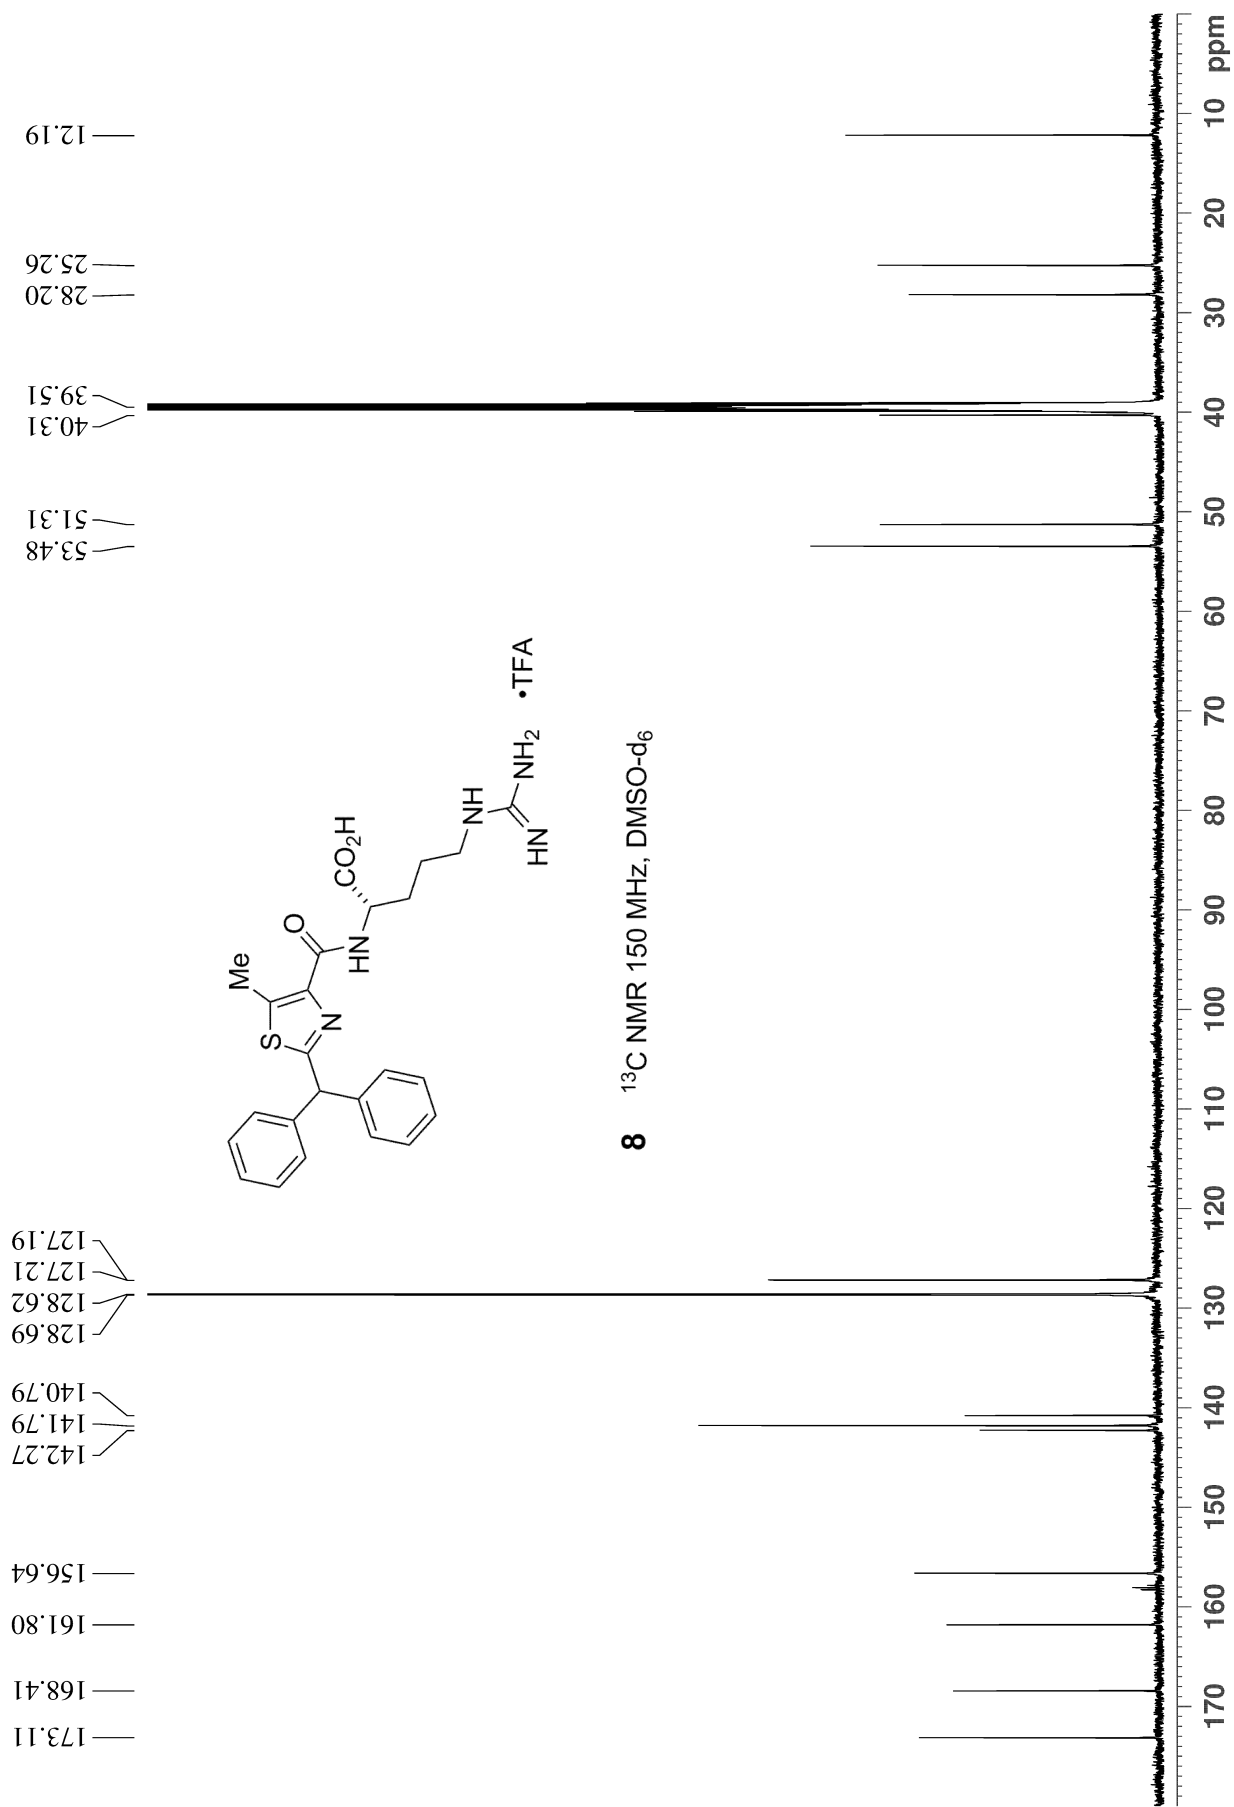 173.11
168.41
161.80
156.64
142.27
141.79
140.79
128.69
128.62
127.21
127.19
53.48
51.31
40.31
39.51
28.20
25.26
12.19
Me
S
N
O
HN
CO2H
NH
HN
NH2
•TFA
8 13C NMR 150 MHz, DMSO-d6
170 160 150 140 130 120 110 100 90 80 70 60 50 40 30 20 10 ppm